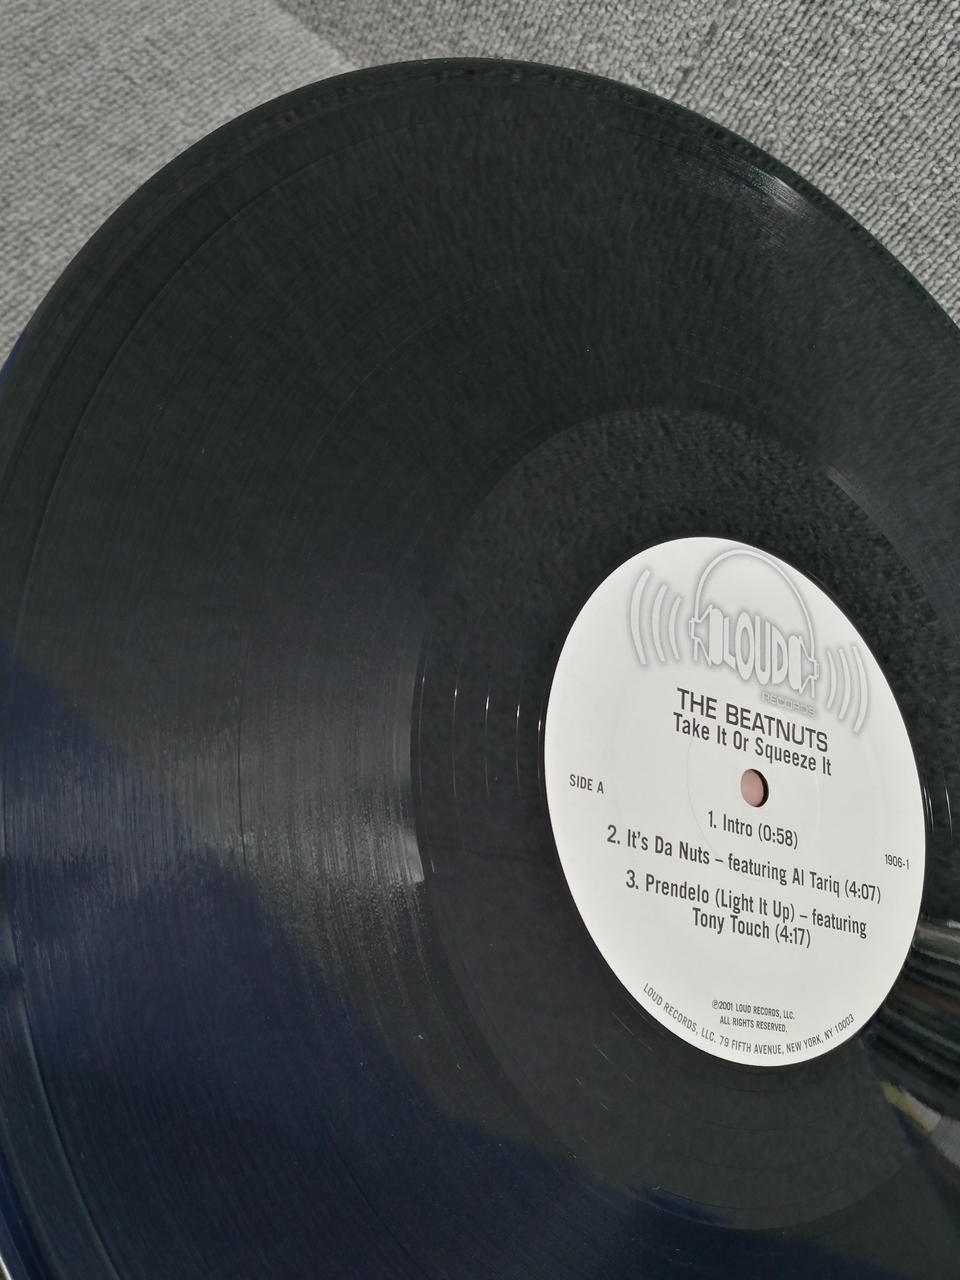 LOUD
RECORDS
THE BEATNUTS
Take It Or Squeeze It
SIDE A
1. Intro (0:58)
1906-1
2. It's Da Nuts – featuring Al Tariq (4:07)
3. Prendelo (Light It Up) – featuring
Tony Touch (4:17)
℗2001 LOUD RECORDS, LLC.
ALL RIGHTS RESERVED.
LOUD RECORDS, LLC. 79 FIFTH AVENUE, NEW YORK, NY 10003